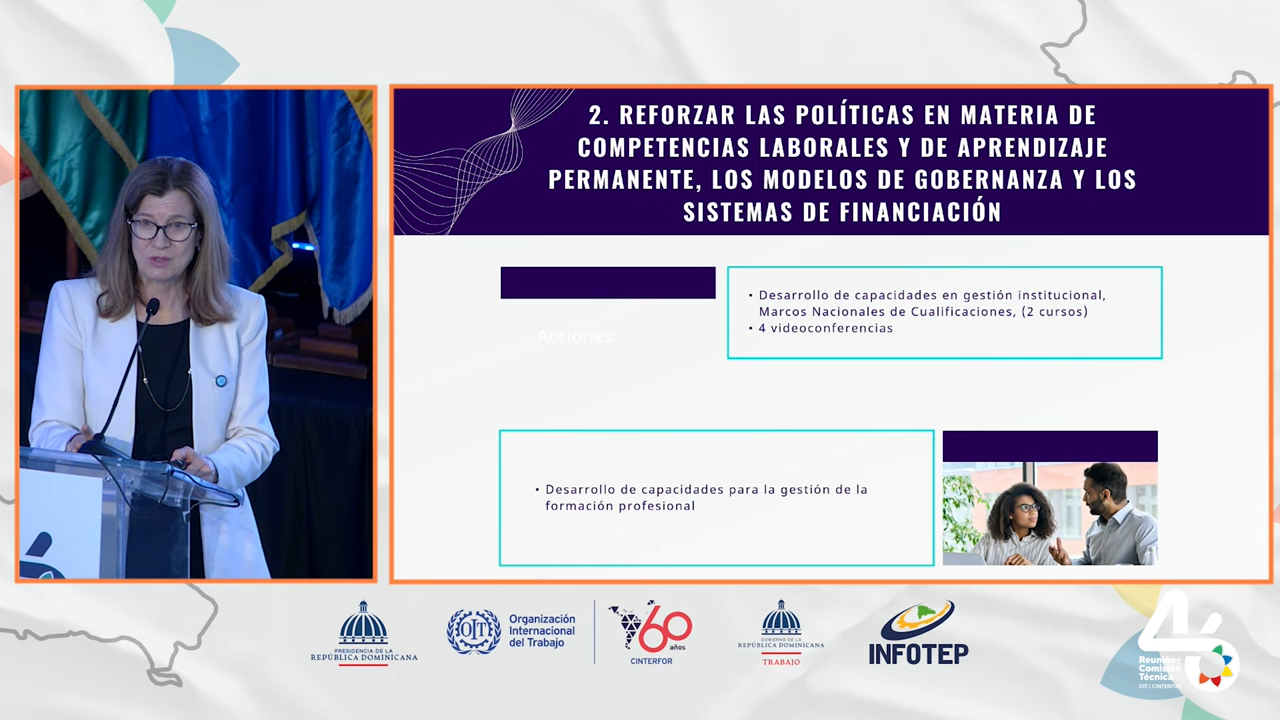 2. REFORZAR LAS POLÍTICAS EN MATERIA DE
COMPETENCIAS LABORALES Y DE APRENDIZAJE
PERMANENTE, LOS MODELOS DE GOBERNANZA Y LOS
SISTEMAS DE FINANCIACIÓN
Acciones
• Desarrollo de capacidades en gestión institucional,
Marcos Nacionales de Cualificaciones, (2 cursos)
• 4 videoconferencias
• Desarrollo de capacidades para la gestión de la
formación profesional
PRESIDENCIA DE LA
REPÚBLICA DOMINICANA
OIT
Organización
Internacional
del Trabajo
60
años
CINTERFOR
GOBIERNO DE LA
REPÚBLICA DOMINICANA
TRABAJO
INFOTEP
46
Reunión
Comisión
Técnica
OIT | CINTERFOR